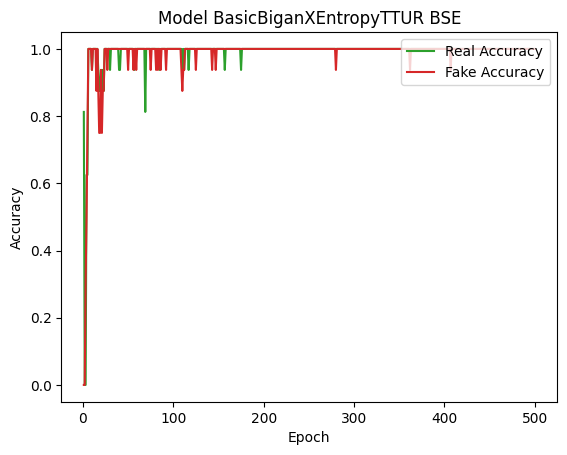 Model BasicBiganXEntropyTTUR BSE
Real Accuracy
Fake Accuracy
Accuracy
1.0
0.8
0.6
0.4
0.2
0.0
0 100 200 300 400 500
Epoch